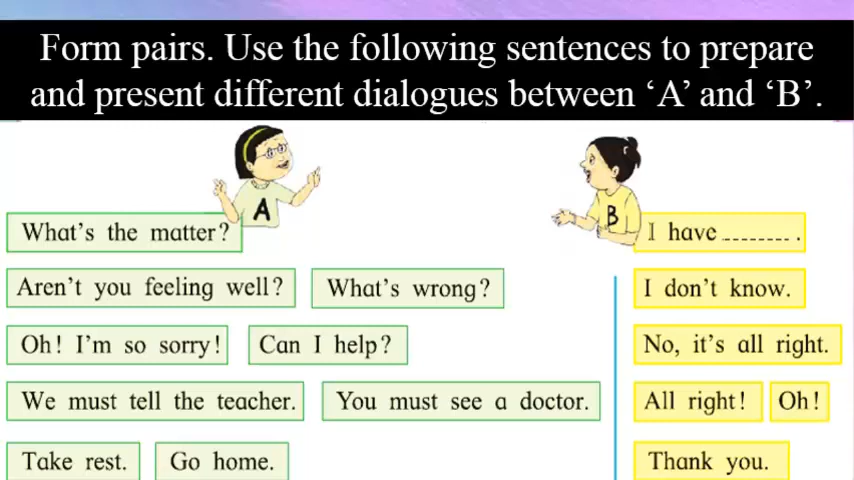 Form pairs. Use the following sentences to prepare
and present different dialogues between ‘A’ and ‘B’.
A
B
What's the matter?
I have ........ .
Aren't you feeling well?
What's wrong?
I don't know.
Oh! I'm so sorry!
Can I help?
No, it's all right.
We must tell the teacher.
You must see a doctor.
All right!
Oh!
Take rest.
Go home.
Thank you.